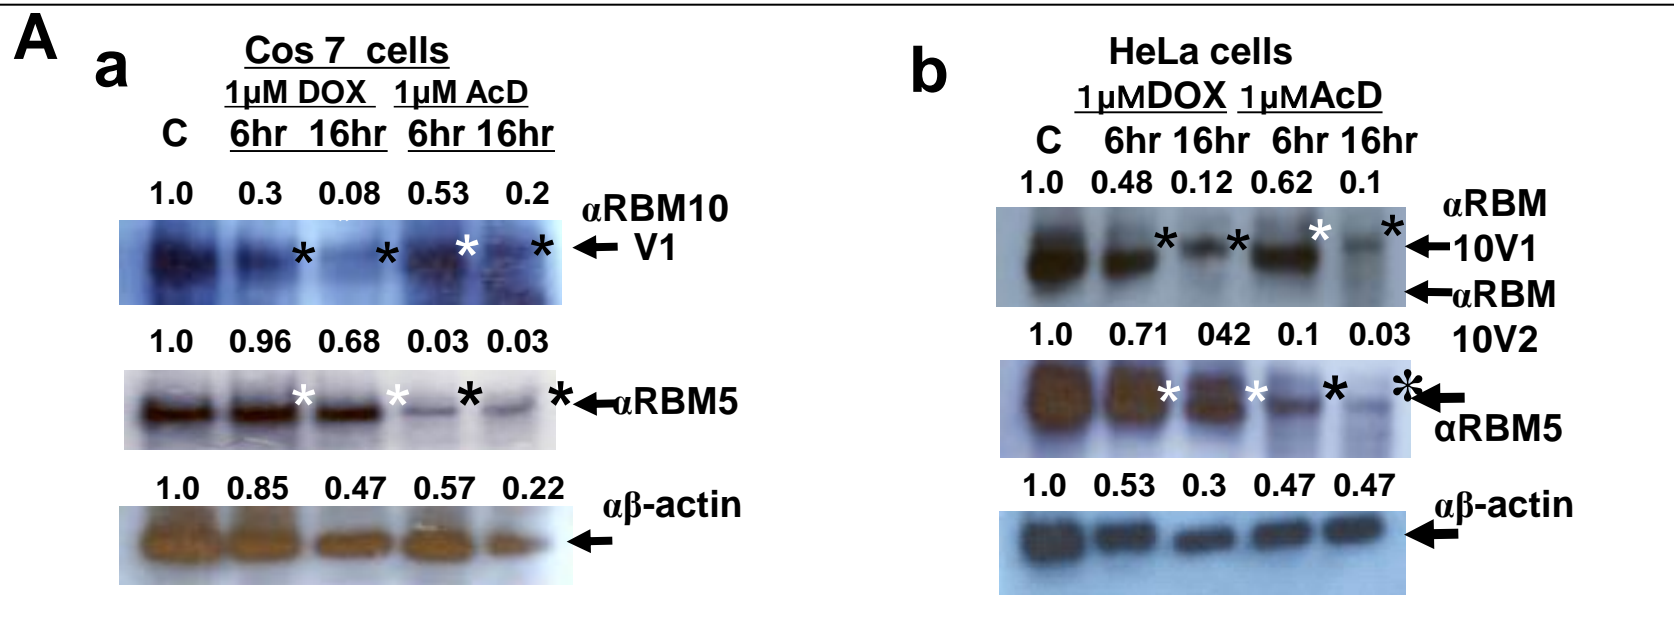 A
a
Cos 7 cells
1µM DOX 1µM AcD
C 6hr 16hr 6hr 16hr
1.0 0.3 0.08 0.53 0.2
αRBM10
V1
* * * *
1.0 0.96 0.68 0.03 0.03
* * * *
αRBM5
1.0 0.85 0.47 0.57 0.22
αβ-actin
b
HeLa cells
1µMDOX 1µMAcD
C 6hr 16hr 6hr 16hr
1.0 0.48 0.12 0.62 0.1
αRBM
10V1
* * * *
αRBM
10V2
1.0 0.71 042 0.1 0.03
* * * *
αRBM5
1.0 0.53 0.3 0.47 0.47
αβ-actin